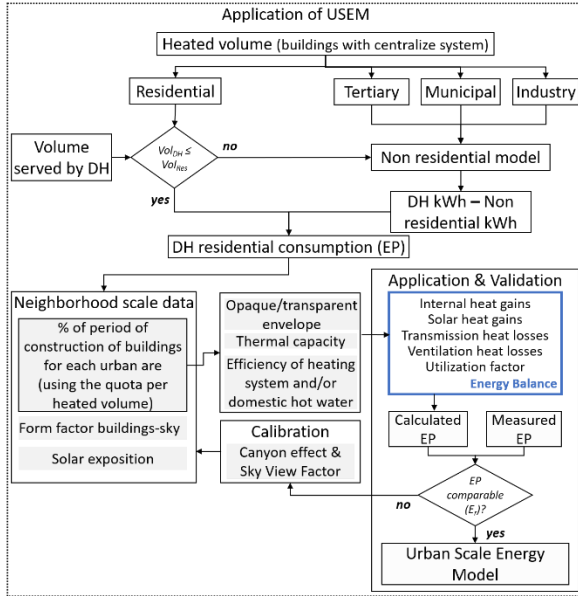 Application of USEM
Heated volume (buildings with centralize system)
Residential
Tertiary
Municipal
Industry
Volume
served by DH
Vol_DH ≤
Vol_Res
no
Non residential model
yes
DH kWh – Non
residential kWh
DH residential consumption (EP)
Neighborhood scale data
% of period of
construction of buildings
for each urban are
(using the quota per
heated volume)
Form factor buildings-sky
Solar exposition
Opaque/transparent
envelope
Thermal capacity
Efficiency of heating
system and/or
domestic hot water
Calibration
Canyon effect &
Sky View Factor
Application & Validation
Internal heat gains
Solar heat gains
Transmission heat losses
Ventilation heat losses
Utilization factor
Energy Balance
Calculated
EP
Measured
EP
EP
comparable
(E_r)?
no
yes
Urban Scale Energy
Model